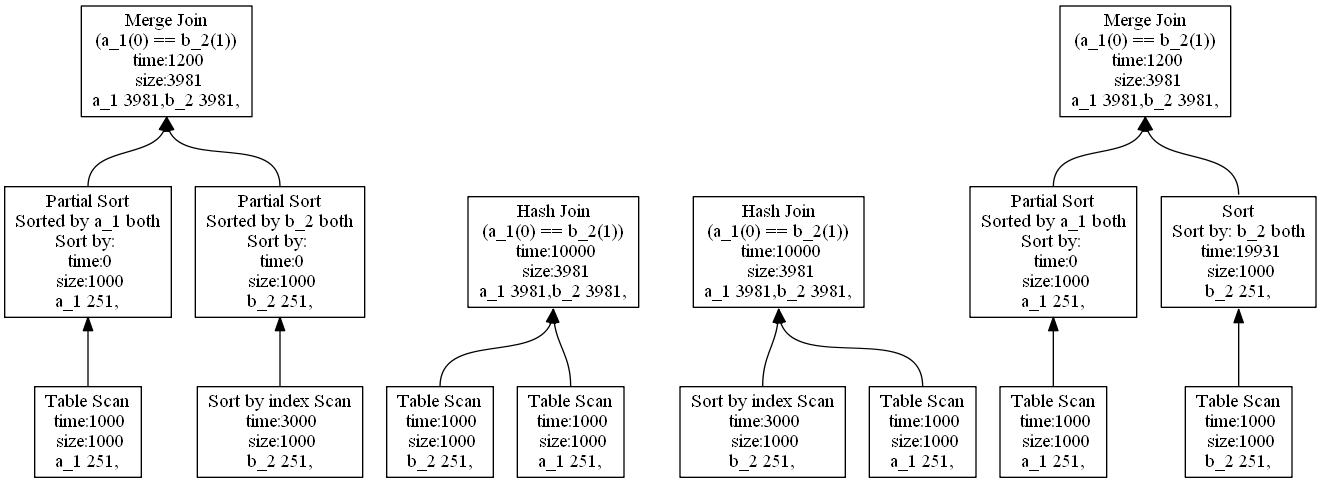 Merge Join
(a_1(0) == b_2(1))
time:1200
size:3981
a_1 3981,b_2 3981,
Partial Sort
Sorted by a_1 both
Sort by:
time:0
size:1000
a_1 251,
Partial Sort
Sorted by b_2 both
Sort by:
time:0
size:1000
b_2 251,
Table Scan
time:1000
size:1000
a_1 251,
Sort by index Scan
time:3000
size:1000
b_2 251,
Hash Join
(a_1(0) == b_2(1))
time:10000
size:3981
a_1 3981,b_2 3981,
Table Scan
time:1000
size:1000
b_2 251,
Table Scan
time:1000
size:1000
a_1 251,
Hash Join
(a_1(0) == b_2(1))
time:10000
size:3981
a_1 3981,b_2 3981,
Sort by index Scan
time:3000
size:1000
b_2 251,
Table Scan
time:1000
size:1000
a_1 251,
Merge Join
(a_1(0) == b_2(1))
time:1200
size:3981
a_1 3981,b_2 3981,
Partial Sort
Sorted by a_1 both
Sort by:
time:0
size:1000
a_1 251,
Sort
Sort by: b_2 both
time:19931
size:1000
b_2 251,
Table Scan
time:1000
size:1000
a_1 251,
Table Scan
time:1000
size:1000
b_2 251,